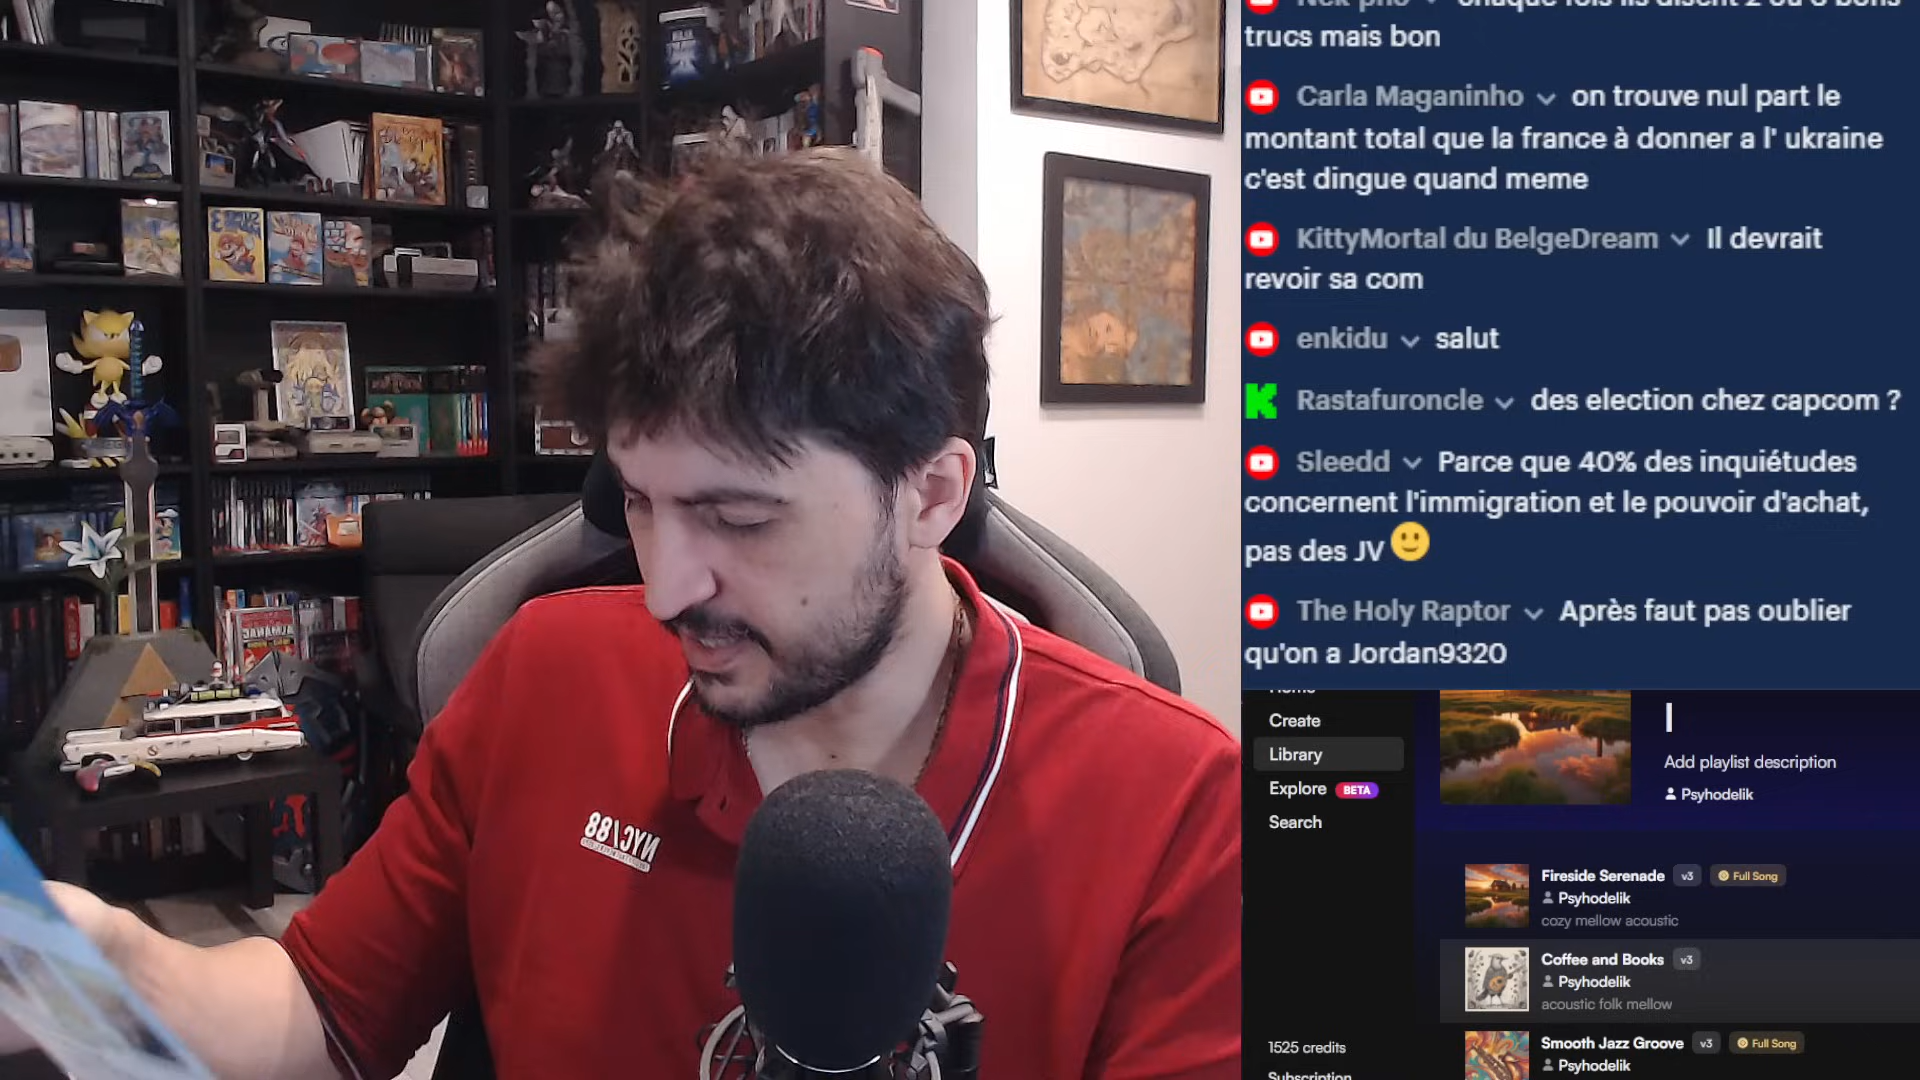 trucs mais bon
Carla Maganinho on trouve nul part le
montant total que la france à donner a l' ukraine
c'est dingue quand meme
KittyMortal du BelgeDream Il devrait
revoir sa com
enkidu salut
Rastafuroncle des election chez capcom ?
Sleedd Parce que 40% des inquiétudes
concernent l'immigration et le pouvoir d'achat,
pas des JV
The Holy Raptor Après faut pas oublier
qu'on a Jordan9320
Create
Library
Explore BETA
Search
1525 credits
Subscription
Add playlist description
Psyhodelik
Fireside Serenade v3 Full Song
Psyhodelik
cozy mellow acoustic
Coffee and Books v3
Psyhodelik
acoustic folk mellow
Smooth Jazz Groove v3 Full Song
Psyhodelik
NYC/88